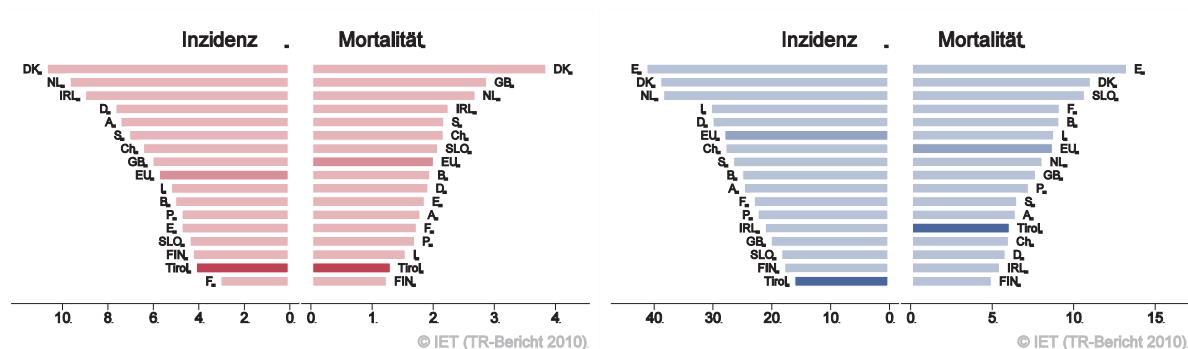 Inzidenz .
DK.
NL.
IRL.
D.
A.
S.
Ch.
GB.
EU.
I.
B.
P.
E.
SLO.
FIN.
Tirol.
F.
10. 8. 6. 4. 2. 0.
Mortalität.
DK.
GB.
NL.
IRL.
S.
Ch.
SLO.
EU.
B.
D.
E.
A.
F.
P.
I.
Tirol.
FIN.
0. 1. 2. 3. 4.
© IET (TR-Bericht 2010).
Inzidenz .
E.
DK.
NL.
I.
D.
EU.
Ch.
S.
B.
A.
F.
P.
IRL.
GB.
SLO.
FIN.
Tirol.
40. 30. 20. 10. 0.
Mortalität.
E.
DK.
SLO.
F.
B.
I.
EU.
NL.
GB.
P.
S.
A.
Tirol.
Ch.
D.
IRL.
FIN.
0. 5. 10. 15.
© IET (TR-Bericht 2010).